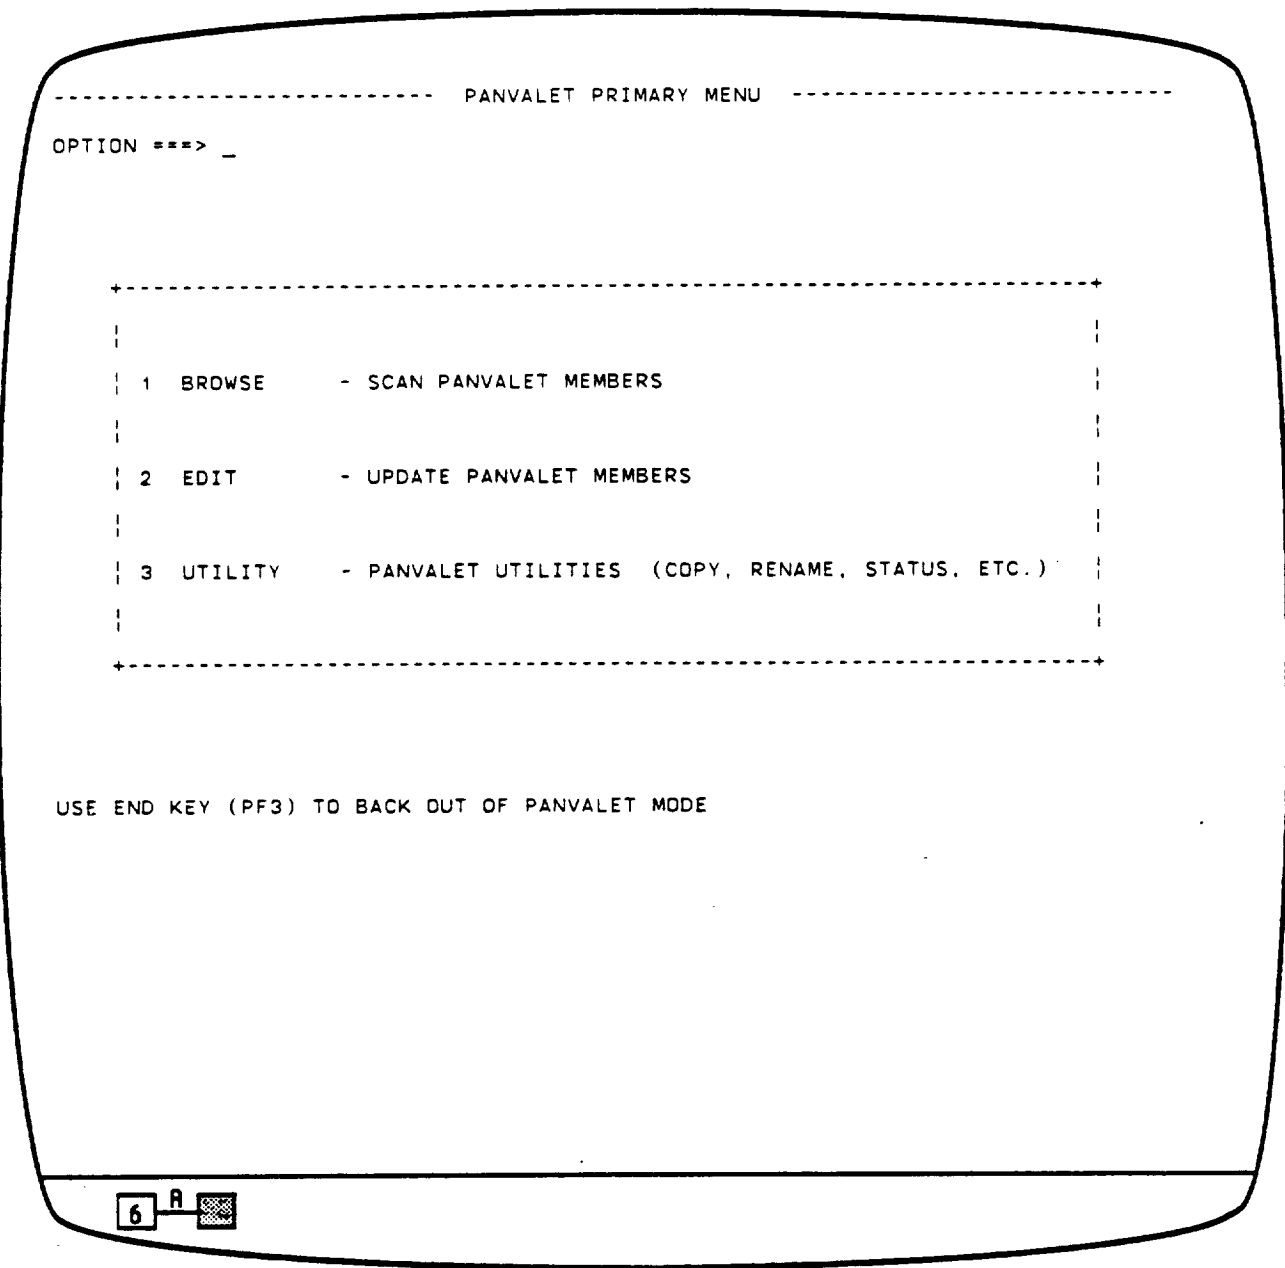 --------------------------- PANVALET PRIMARY MENU ---------------------------
OPTION ===> _
+---------------------------------------------------------------------+
| 1 BROWSE - SCAN PANVALET MEMBERS |
| 2 EDIT - UPDATE PANVALET MEMBERS |
| 3 UTILITY - PANVALET UTILITIES (COPY, RENAME, STATUS, ETC.) |
+---------------------------------------------------------------------+
USE END KEY (PF3) TO BACK OUT OF PANVALET MODE
6 A